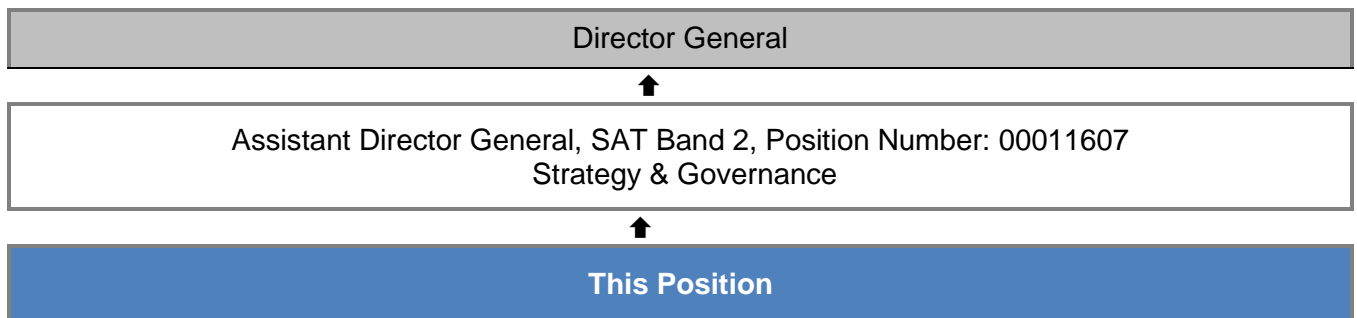 Director General
Assistant Director General, SAT Band 2, Position Number: 00011607
Strategy & Governance
This Position